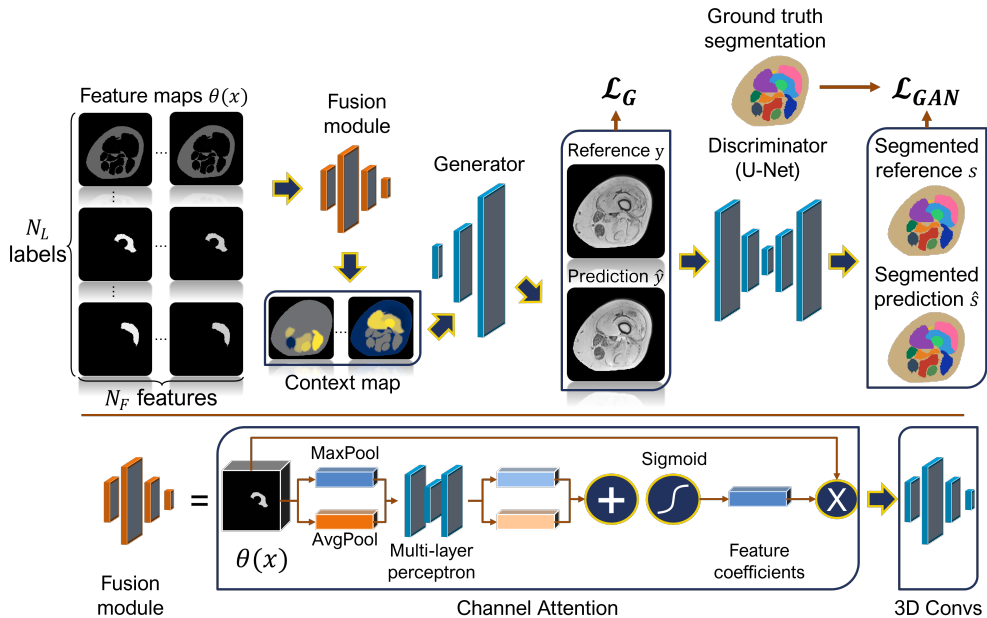 Ground truth
segmentation
Feature maps θ(x)
Fusion
module
ℒ_G
ℒ_GAN
Generator
Reference y
Discriminator
(U-Net)
Segmented
reference s
...
...
N_L
labels
...
Prediction ŷ
Segmented
prediction ŝ
...
...
...
Context map
N_F features
MaxPool
Sigmoid
=
+
X
AvgPool
θ(x)
Multi-layer
perceptron
Feature
coefficients
Fusion
module
Channel Attention
3D Convs